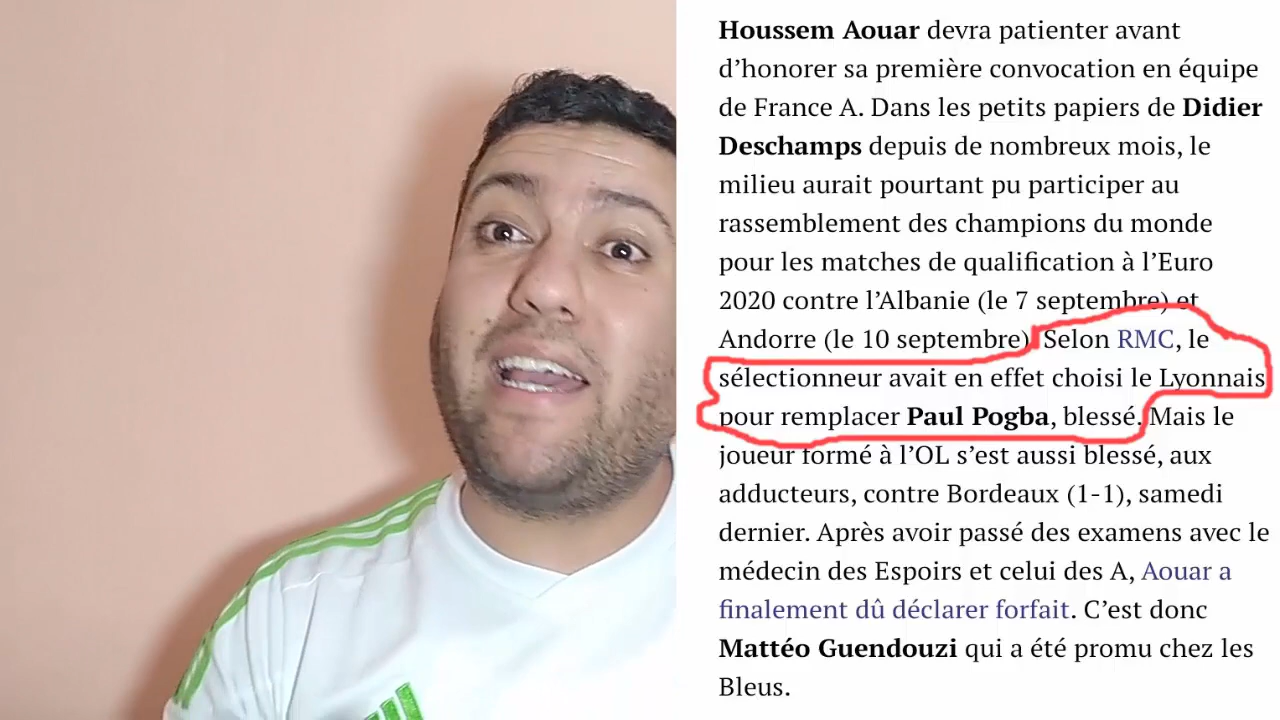 Houssem Aouar devra patienter avant
d’honorer sa première convocation en équipe
de France A. Dans les petits papiers de Didier
Deschamps depuis de nombreux mois, le
milieu aurait pourtant pu participer au
rassemblement des champions du monde
pour les matches de qualification à l’Euro
2020 contre l’Albanie (le 7 septembre) et
Andorre (le 10 septembre). Selon RMC, le
sélectionneur avait en effet choisi le Lyonnais
pour remplacer Paul Pogba, blessé. Mais le
joueur formé à l’OL s’est aussi blessé, aux
adducteurs, contre Bordeaux (1-1), samedi
dernier. Après avoir passé des examens avec le
médecin des Espoirs et celui des A, Aouar a
finalement dû déclarer forfait. C’est donc
Mattéo Guendouzi qui a été promu chez les
Bleus.